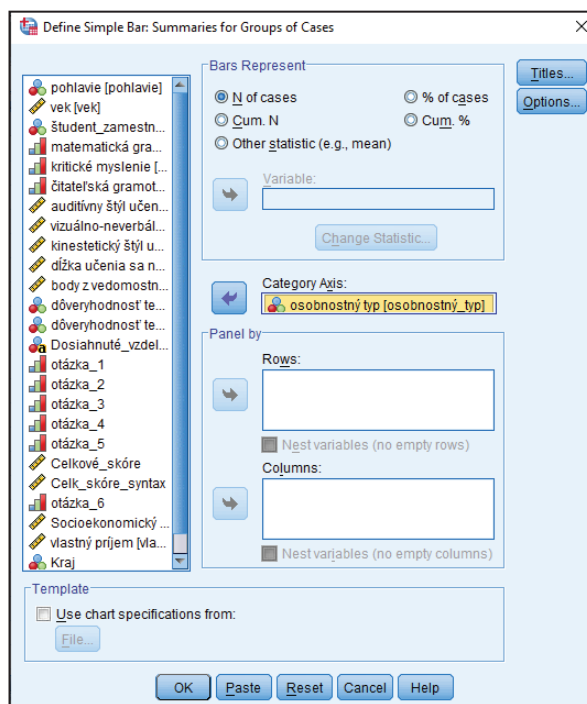 Define Simple Bar: Summaries for Groups of Cases
pohlavie [pohlavie]
vek [vek]
študent_zamestn...
matematická gra...
kritické myslenie [...
čitateľská gramot...
auditívny štýl učen...
vizuálno-neverbál...
kinestetický štýl u...
dĺžka učenia sa n...
body z vedomostn...
dôveryhodnosť te...
dôveryhodnosť te...
Dosiahnuté_vzdel...
otázka_1
otázka_2
otázka_3
otázka_4
otázka_5
Celkové_skóre
Celk_skóre_syntax
otázka_6
Socioekonomický ...
vlastný príjem [vla...
Kraj
Bars Represent
N of cases
% of cases
Cum. N
Cum. %
Other statistic (e.g., mean)
Variable:
Change Statistic...
Category Axis:
osobnostný typ [osobnostný_typ]
Panel by
Rows:
Nest variables (no empty rows)
Columns:
Nest variables (no empty columns)
Titles...
Options...
Template
Use chart specifications from:
File...
OK Paste Reset Cancel Help